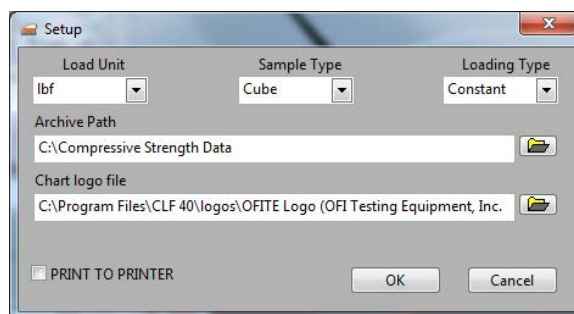 Setup
Load Unit Sample Type Loading Type
lbf Cube Constant
Archive Path
C:\Compressive Strength Data
Chart logo file
C:\Program Files\CLF 40\logos\OFITE Logo (OFI Testing Equipment, Inc.
PRINT TO PRINTER OK Cancel